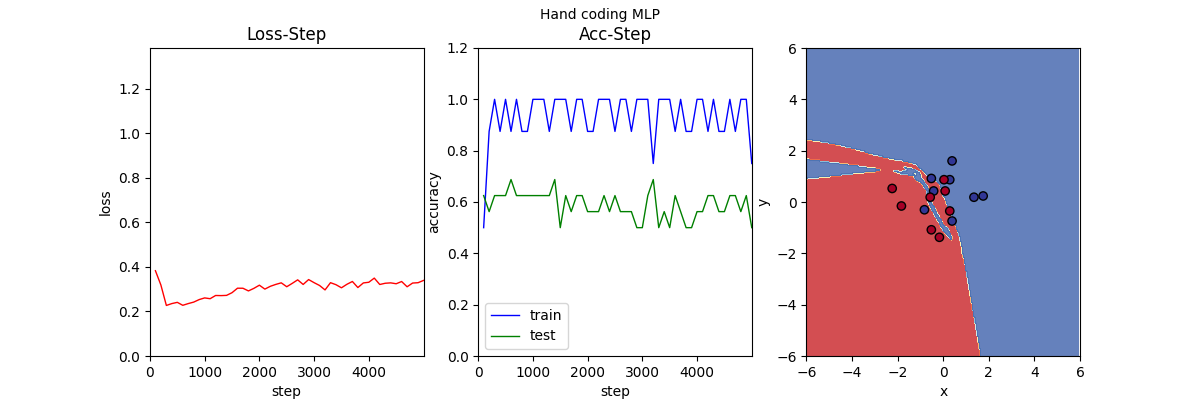 Hand coding MLP
Loss-Step
1.2
1.0
0.8
0.6
0.4
0.2
0.0
loss
0 1000 2000 3000 4000
step
Acc-Step
1.2
1.0
0.8
0.6
0.4
0.2
0.0
accuracy
train
test
0 1000 2000 3000 4000
step
6
4
2
0
−2
−4
−6
y
−6 −4 −2 0 2 4 6
x